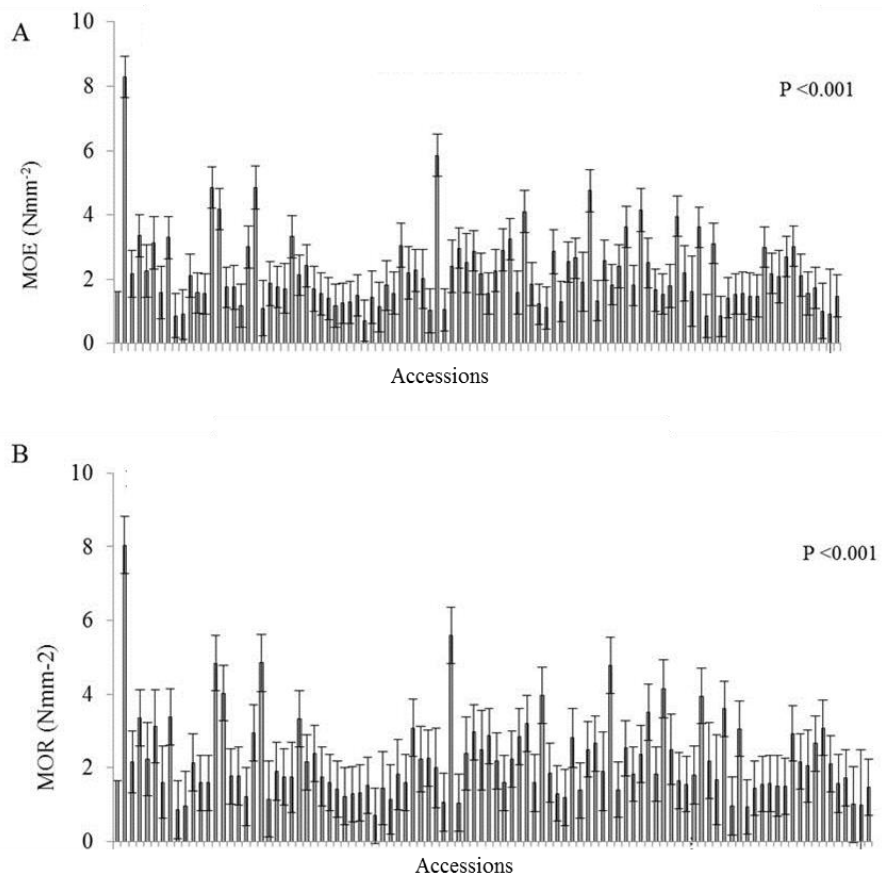 A
10
P <0.001
8
6
MOE (Nmm⁻²)
4
2
0
Accessions
B
10
P <0.001
8
6
MOR (Nmm-2)
4
2
0
Accessions